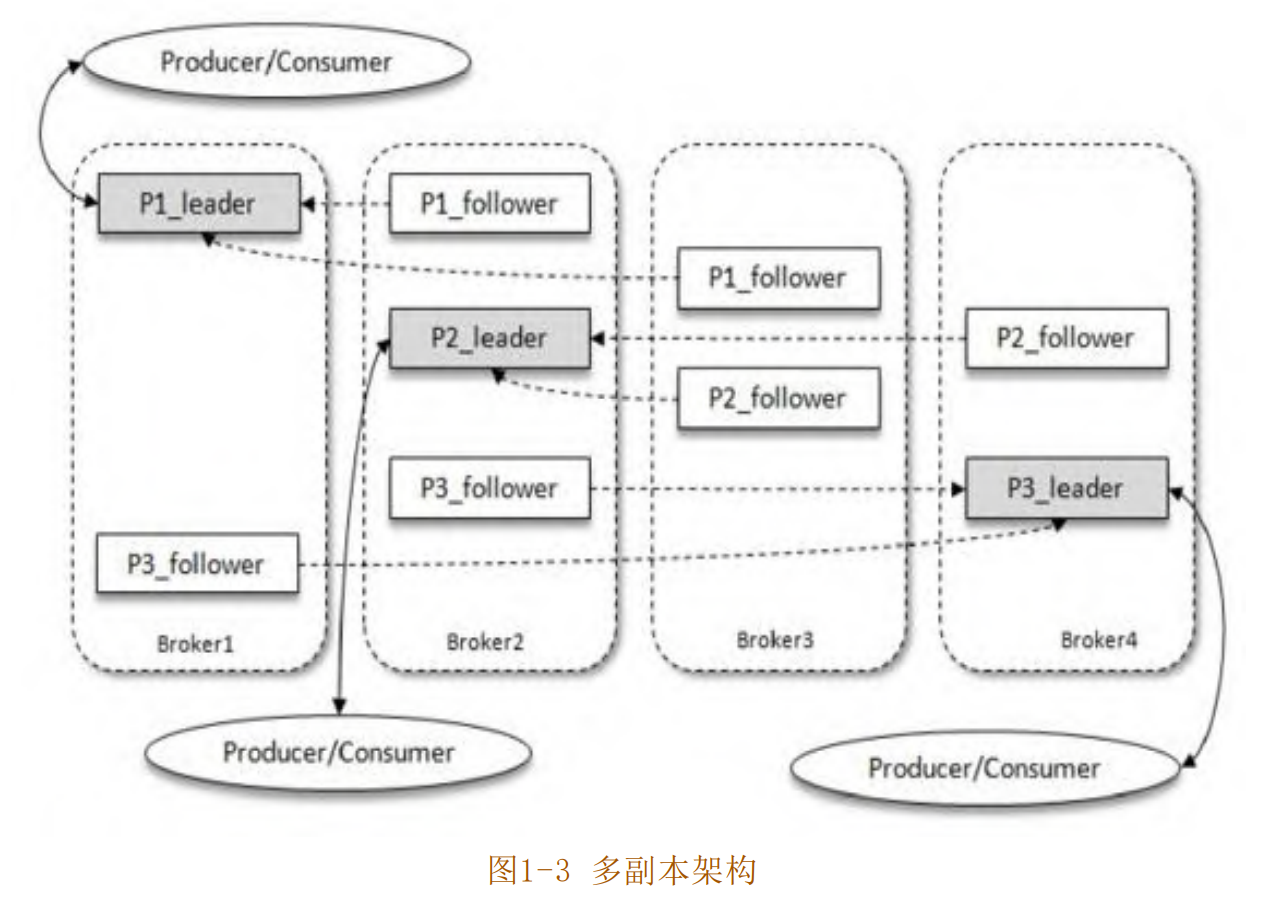 Producer/Consumer
P1_leader
P1_follower
P1_follower
P2_leader
P2_follower
P2_follower
P3_follower
P3_leader
P3_follower
Broker1
Broker2
Broker3
Broker4
Producer/Consumer
Producer/Consumer
图1-3 多副本架构